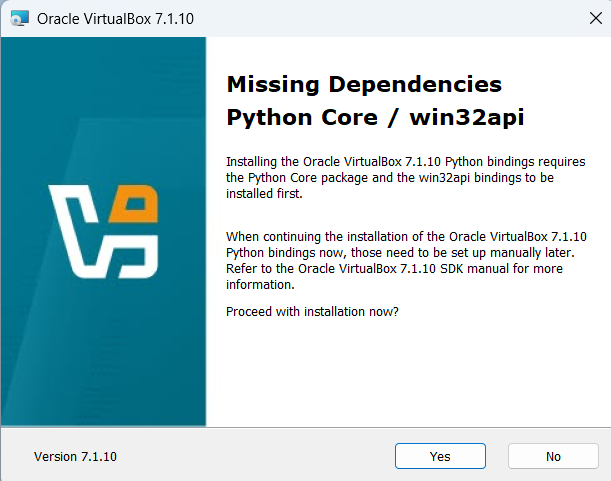 Oracle VirtualBox 7.1.10
Missing Dependencies
Python Core / win32api
Installing the Oracle VirtualBox 7.1.10 Python bindings requires
the Python Core package and the win32api bindings to be
installed first.
When continuing the installation of the Oracle VirtualBox 7.1.10
Python bindings now, those need to be set up manually later.
Refer to the Oracle VirtualBox 7.1.10 SDK manual for more
information.
Proceed with installation now?
Version 7.1.10
Yes
No